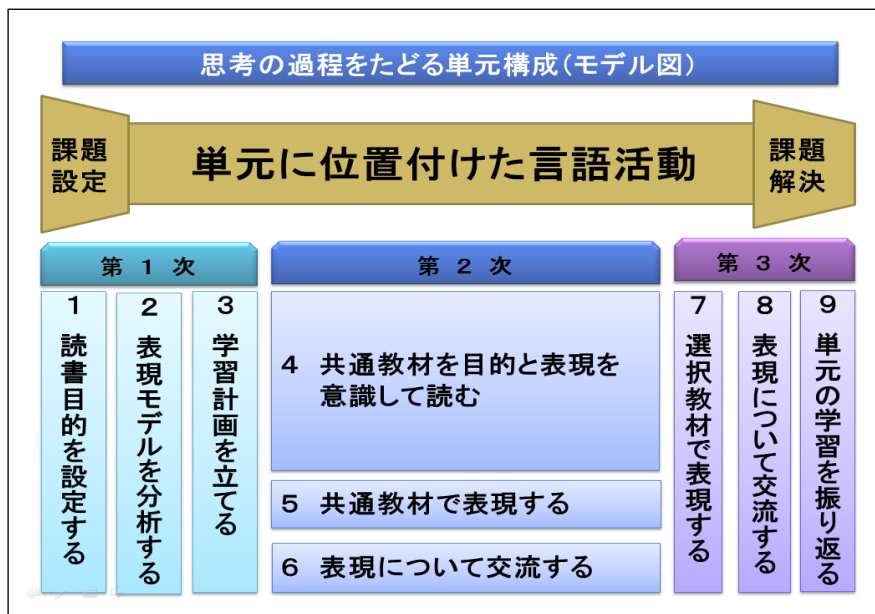 思考の過程をたどる単元構成(モデル図)
課題
設定
単元に位置付けた言語活動
課題
解決
第 1 次
1 読書目的を設定する
2 表現モデルを分析する
3 学習計画を立てる
第 2 次
4 共通教材を目的と表現を
意識して読む
5 共通教材で表現する
6 表現について交流する
第 3 次
7 選択教材で表現する
8 表現について交流する
9 単元の学習を振り返る